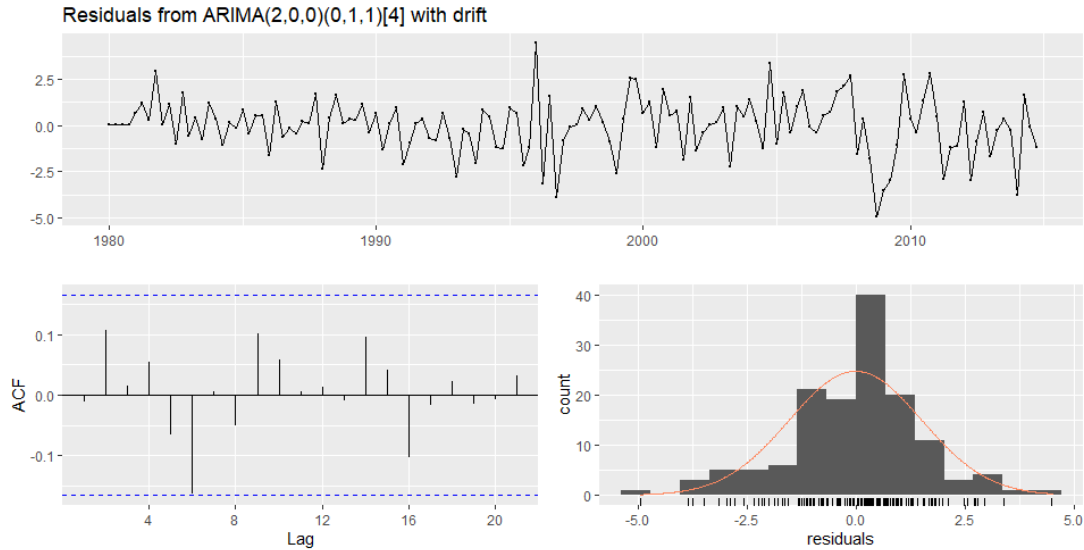 Residuals from ARIMA(2,0,0)(0,1,1)[4] with drift
2.5
0.0
-2.5
-5.0
1980 1990 2000 2010
ACF
0.1
0.0
-0.1
4 8 12 16 20
Lag
count
40
30
20
10
0
-5.0 -2.5 0.0 2.5 5.0
residuals